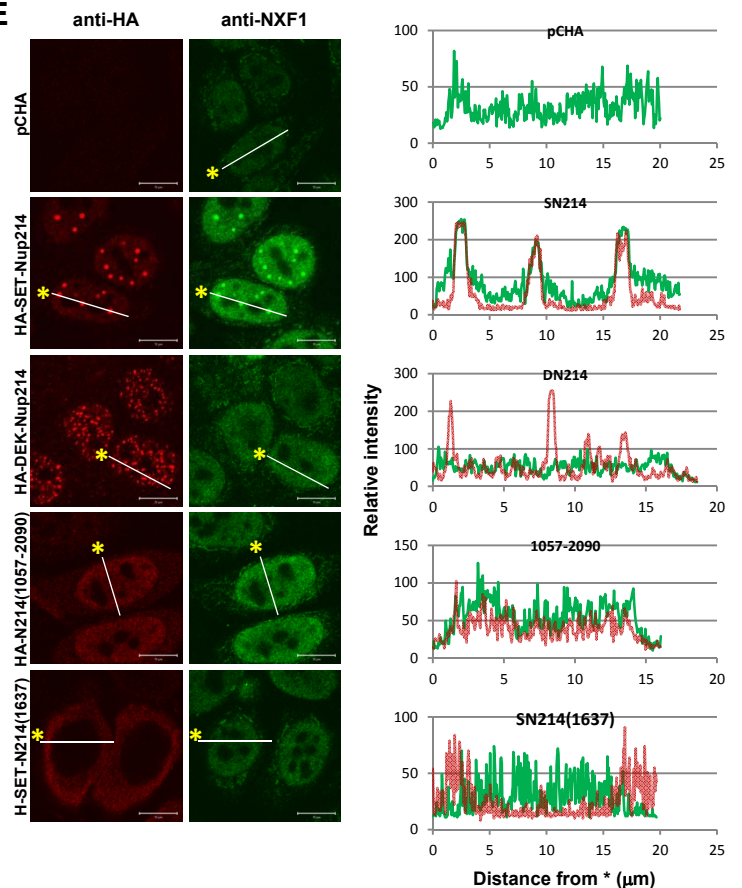 E
anti-HA
anti-NXF1
pCHA
*
HA-SET-Nup214
*
*
HA-DEK-Nup214
*
*
HA-N214(1057-2090)
*
*
H-SET-N214(1637)
*
*
Relative intensity
pCHA
100
50
0
0 5 10 15 20 25
SN214
300
200
100
0
0 5 10 15 20 25
DN214
300
200
100
0
0 5 10 15 20
1057-2090
150
100
50
0
0 5 10 15 20
SN214(1637)
100
50
0
0 5 10 15 20 25
Distance from * (μm)